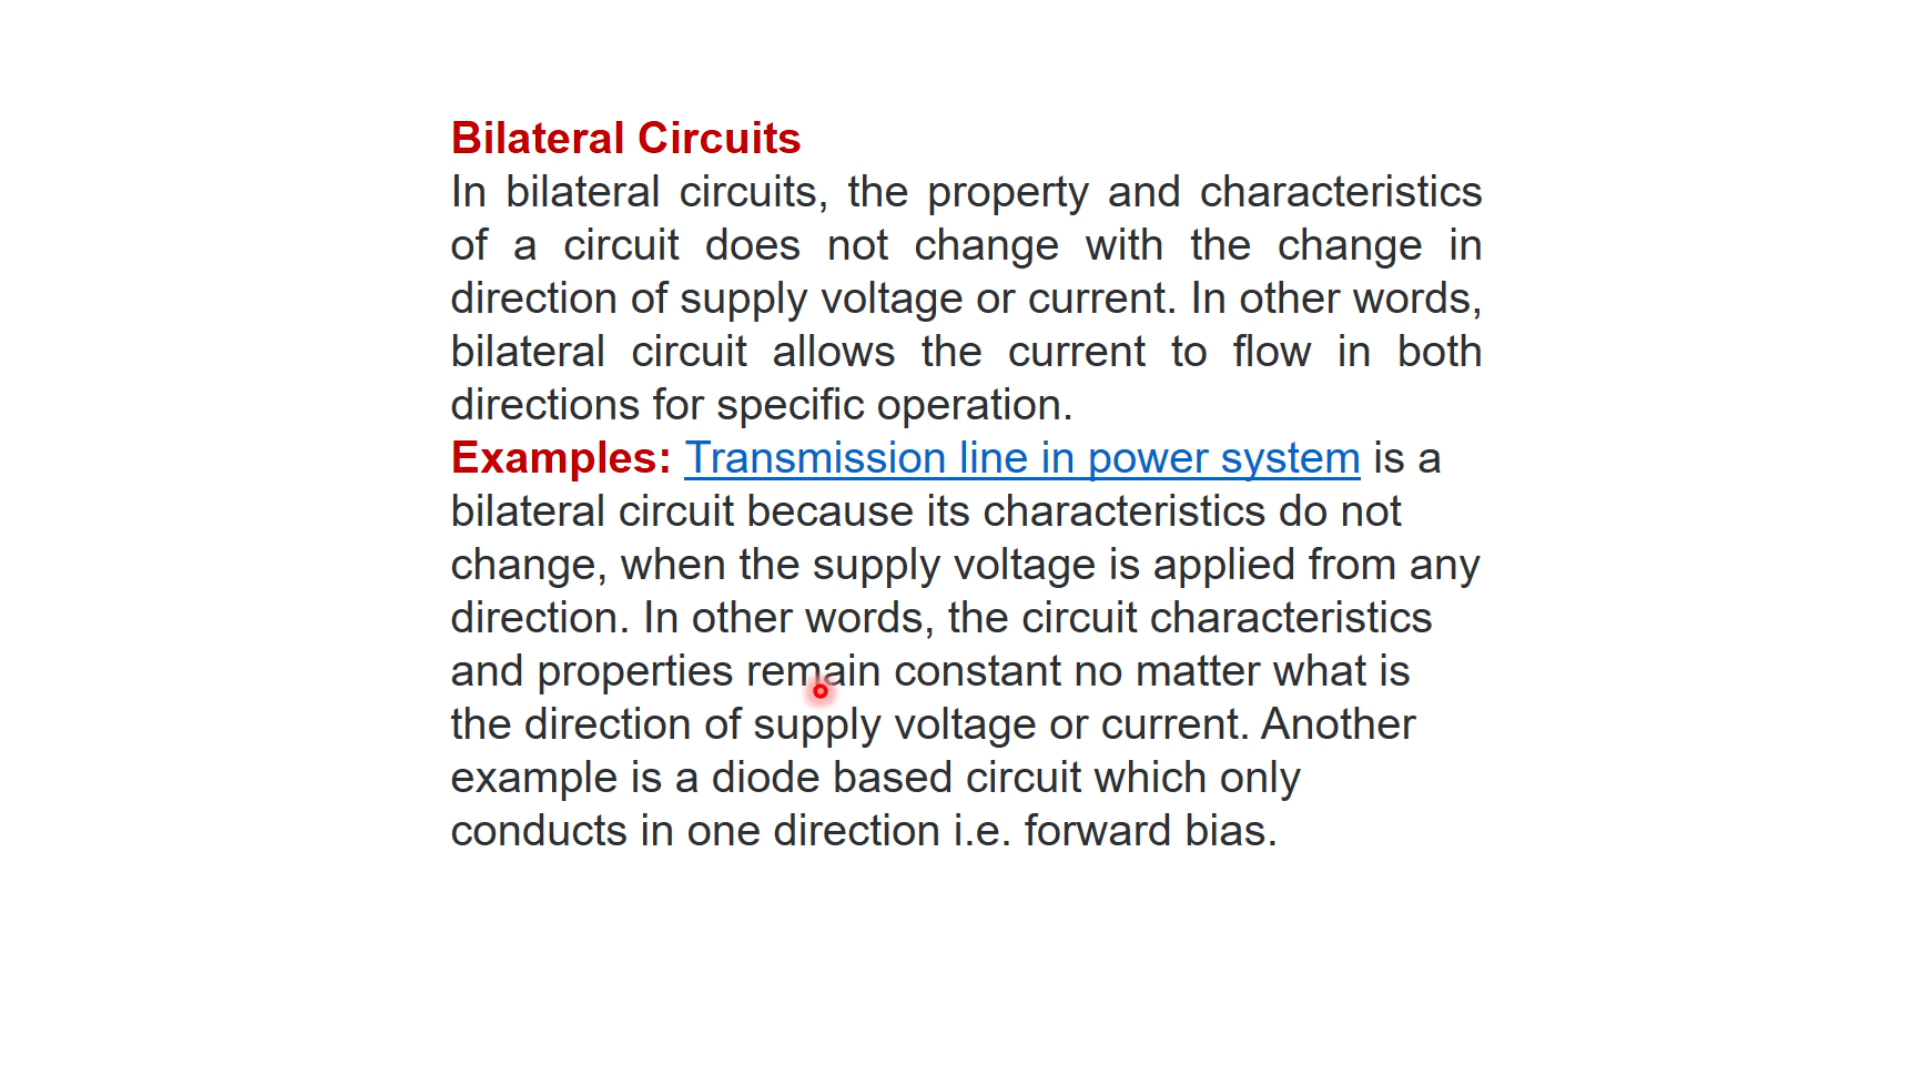 Bilateral Circuits
In bilateral circuits, the property and characteristics
of a circuit does not change with the change in
direction of supply voltage or current. In other words,
bilateral circuit allows the current to flow in both
directions for specific operation.
Examples: Transmission line in power system is a
bilateral circuit because its characteristics do not
change, when the supply voltage is applied from any
direction. In other words, the circuit characteristics
and properties remain constant no matter what is
the direction of supply voltage or current. Another
example is a diode based circuit which only
conducts in one direction i.e. forward bias.